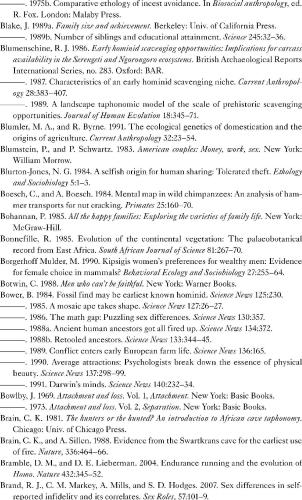 ———. 1975b. Comparative ethology of incest avoidance. In Biosocial anthropology, ed.
R. Fox. London: Malaby Press.
Blake, J. 1989a. Family size and achievement. Berkeley: Univ. of California Press.
———. 1989b. Number of siblings and educational attainment. Science 245:32–36.
Blumenschine, R. J. 1986. Early hominid scavenging opportunities: Implications for carcass
availability in the Serengeti and Ngorongoro ecosystems. British Archaeological Reports
International Series, no. 283. Oxford: BAR.
———. 1987. Characteristics of an early hominid scavenging niche. Current Anthropol-
ogy 28:383–407.
———. 1989. A landscape taphonomic model of the scale of prehistoric scavenging
opportunities. Journal of Human Evolution 18:345–71.
Blumler, M. A., and R. Byrne. 1991. The ecological genetics of domestication and the
origins of agriculture. Current Anthropology 32:23–54.
Blumstein, P., and P. Schwartz. 1983. American couples: Money, work, sex. New York:
William Morrow.
Blurton-Jones, N. G. 1984. A selfish origin for human sharing: Tolerated theft. Ethology
and Sociobiology 5:1–3.
Boesch, C., and A. Boesch. 1984. Mental map in wild chimpanzees: An analysis of ham-
mer transports for nut cracking. Primates 25:160–70.
Bohannan, P. 1985. All the happy families: Exploring the varieties of family life. New York:
McGraw-Hill.
Bonnefille, R. 1985. Evolution of the continental vegetation: The palaeobotanical
record from East Africa. South African Journal of Science 81:267–70.
Borgerhoff Mulder, M. 1990. Kipsigis women's preferences for wealthy men: Evidence
for female choice in mammals? Behavioral Ecology and Sociobiology 27:255–64.
Botwin, C. 1988. Men who can't be faithful. New York: Warner Books.
Bower, B. 1984. Fossil find may be earliest known hominid. Science News 125:230.
———. 1985. A mosaic ape takes shape. Science News 127:26–27.
———. 1986. The math gap: Puzzling sex differences. Science News 130:357.
———. 1988a. Ancient human ancestors got all fired up. Science News 134:372.
———. 1988b. Retooled ancestors. Science News 133:344–45.
———. 1989. Conflict enters early European farm life. Science News 136:165.
———. 1990. Average attractions; Psychologists break down the essence of physical
beauty. Science News 137:298–99.
———. 1991. Darwin's minds. Science News 140:232–34.
Bowlby, J. 1969. Attachment and loss. Vol. 1, Attachment. New York: Basic Books.
———. 1973. Attachment and loss. Vol. 2, Separation. New York: Basic Books.
Brain, C. K. 1981. The hunters or the hunted? An introduction to African cave taphonomy.
Chicago: Univ. of Chicago Press.
Brain, C. K., and A. Sillen. 1988. Evidence from the Swartkrans cave for the earliest use
of fire. Nature, 336:464–66.
Bramble, D. M., and D. E. Lieberman. 2004. Endurance running and the evolution of
Homo. Nature 432:345–52.
Brand, R. J., C. M. Markey, A. Mills, and S. D. Hodges. 2007. Sex differences in self-
reported infidelity and its correlates. Sex Roles, 57:101–9.